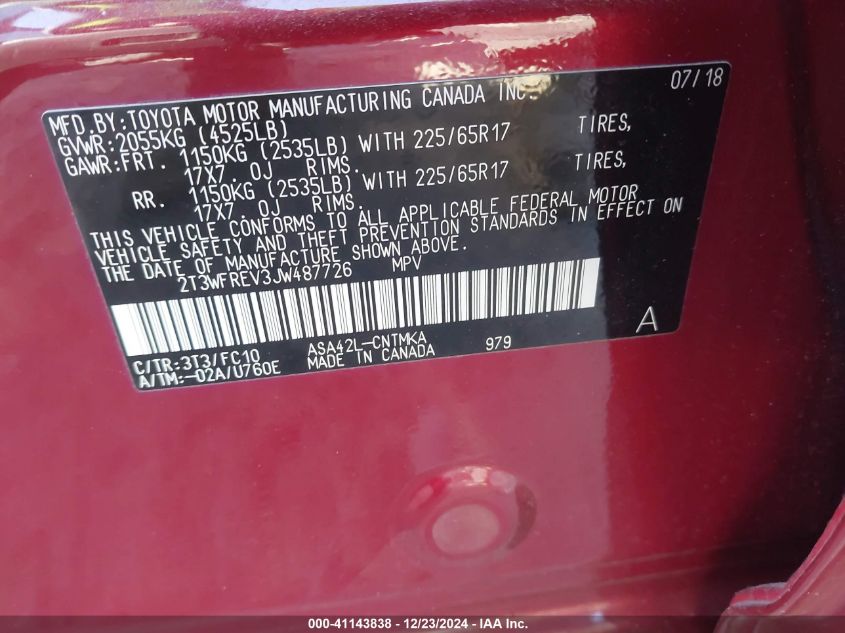 MFD. BY: TOYOTA MOTOR MANUFACTURING CANADA INC. 07/18
GVWR: 2055KG (4525LB)
GAWR: FRT. 1150KG (2535LB) WITH 225/65R17 TIRES,
17X7. 0J RIMS.
RR. 1150KG (2535LB) WITH 225/65R17 TIRES,
17X7. 0J RIMS.
THIS VEHICLE CONFORMS TO ALL APPLICABLE FEDERAL MOTOR
VEHICLE SAFETY AND THEFT PREVENTION STANDARDS IN EFFECT ON
THE DATE OF MANUFACTURE SHOWN ABOVE.
2T3WFREV3JW487726 MPV
C/TR: 3T3/FC10 ASA42L-CNTMKA 979 A
A/TM: -02A/U760E MADE IN CANADA
000-41143838 - 12/23/2024 - IAA Inc.